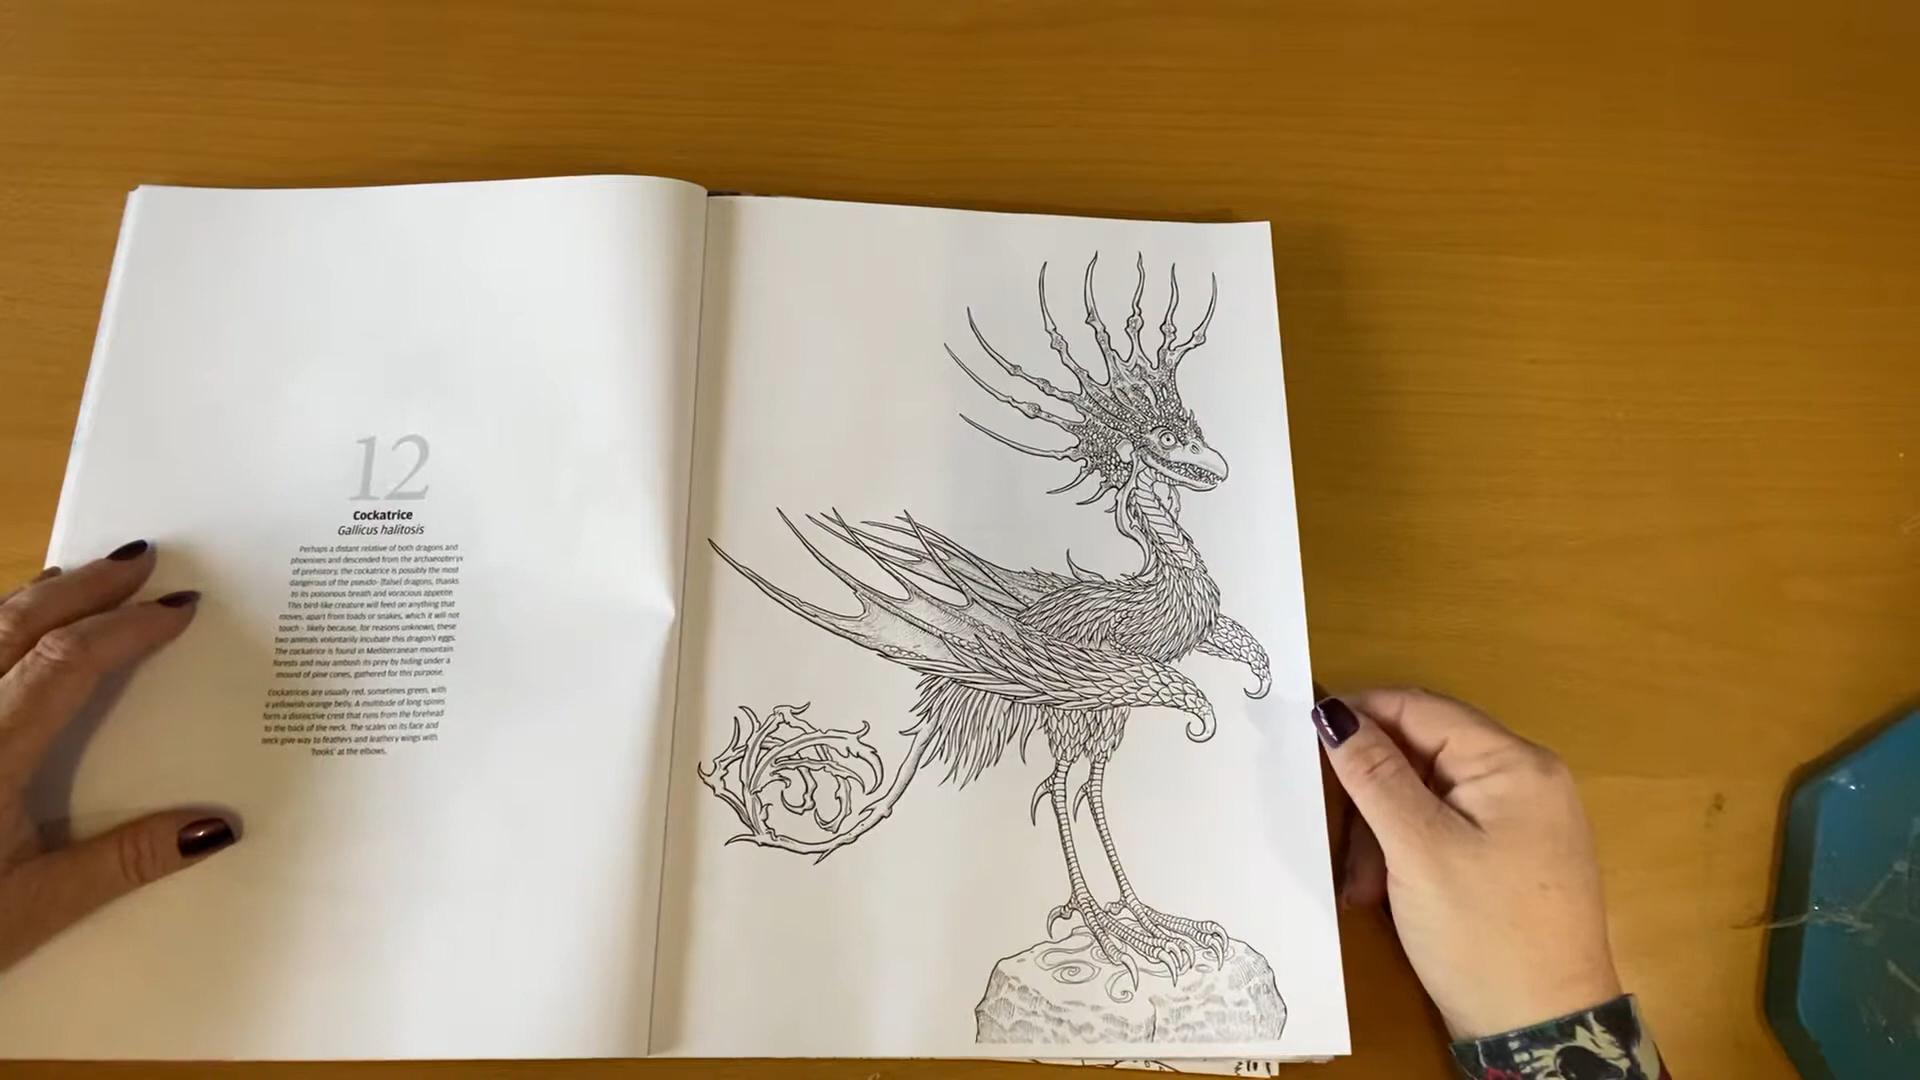 12
Cockatrice
Gallicus halitosis
Perhaps a distant relative of both dragons and
phoenixes and descended from the archaeopteryx
of prehistory, the cockatrice is possibly the most
dangerous of the pseudo- (false) dragons, thanks
to its poisonous breath and voracious appetite.
This bird-like creature will feed on anything that
moves, apart from toads or snakes, which it will not
touch – likely because, for reasons unknown, these
two animals voluntarily incubate this dragon's eggs.
The cockatrice is found in Mediterranean mountain
forests and may ambush its prey by hiding under a
mound of pine cones, gathered for this purpose.
Cockatrices are usually red, sometimes green, with
a yellowish-orange belly. A multitude of long spines
form a distinctive crest that runs from the forehead
to the back of the neck. The scales on its face and
neck give way to feathers and leathery wings with
'hooks' at the elbows.